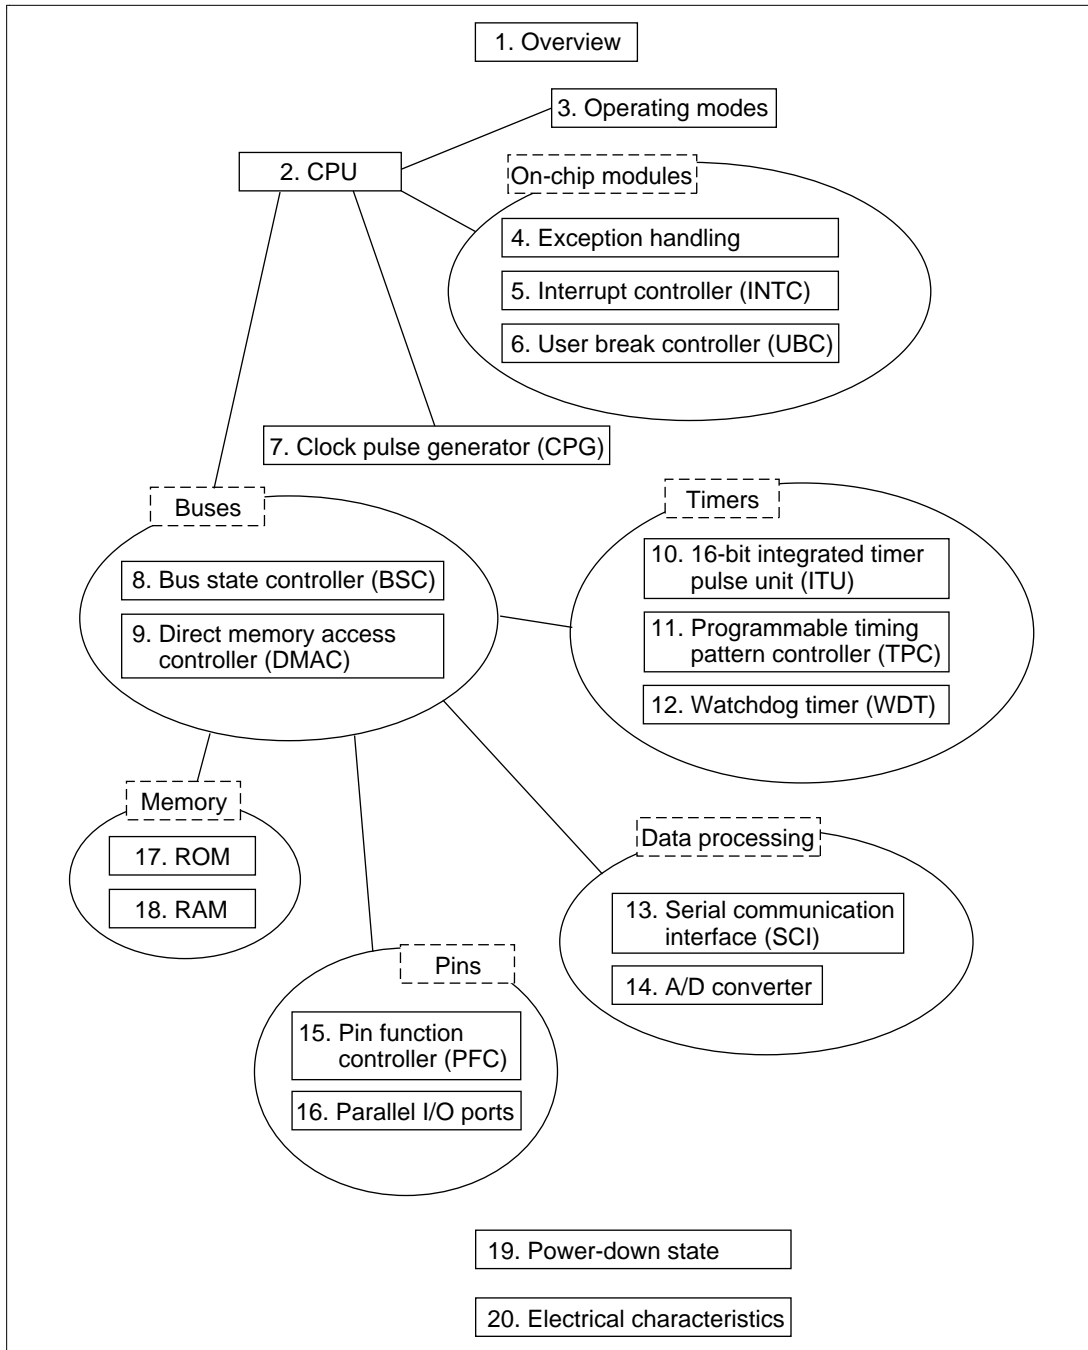 1. Overview
3. Operating modes
2. CPU
On-chip modules
4. Exception handling
5. Interrupt controller (INTC)
6. User break controller (UBC)
7. Clock pulse generator (CPG)
Buses
8. Bus state controller (BSC)
9. Direct memory access
controller (DMAC)
Timers
10. 16-bit integrated timer
pulse unit (ITU)
11. Programmable timing
pattern controller (TPC)
12. Watchdog timer (WDT)
Memory
17. ROM
18. RAM
Data processing
13. Serial communication
interface (SCI)
14. A/D converter
Pins
15. Pin function
controller (PFC)
16. Parallel I/O ports
19. Power-down state
20. Electrical characteristics